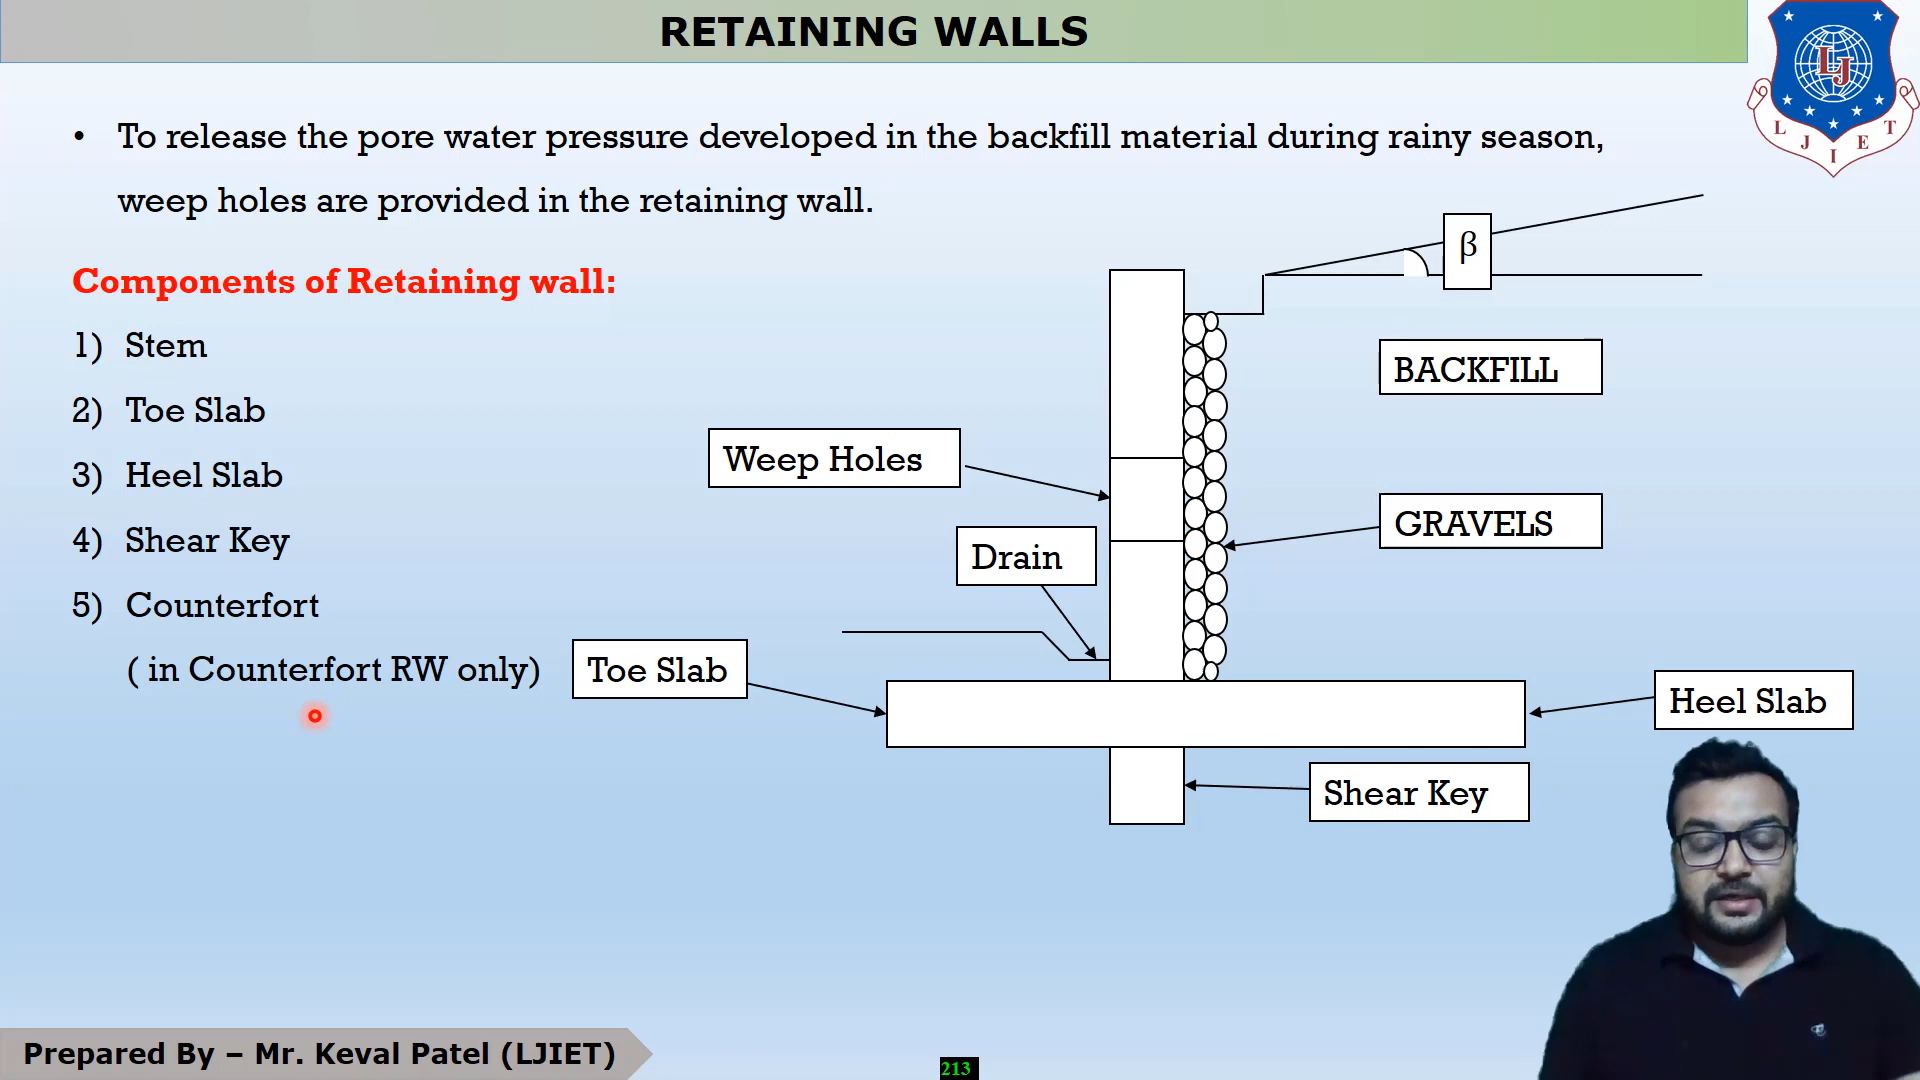 RETAINING WALLS
• To release the pore water pressure developed in the backfill material during rainy season,
weep holes are provided in the retaining wall.
Components of Retaining wall:
1) Stem
2) Toe Slab
3) Heel Slab
4) Shear Key
5) Counterfort
( in Counterfort RW only)
β
BACKFILL
Weep Holes
GRAVELS
Drain
Toe Slab
Heel Slab
Shear Key
LJ
L J I E T
Prepared By – Mr. Keval Patel (LJIET)
213